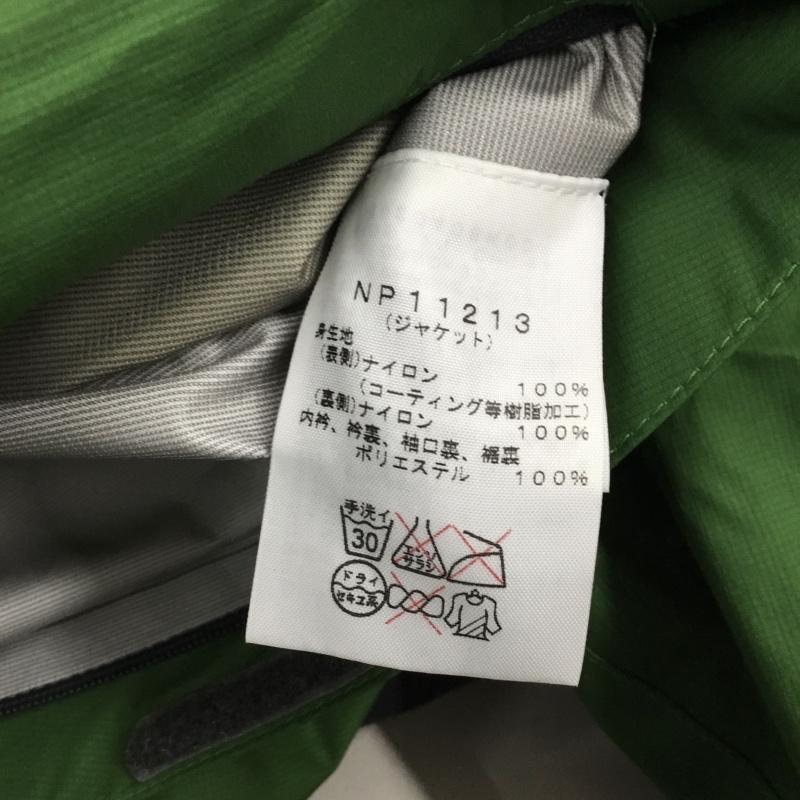 NP11213
(ジャケット)
身生地
(表側)ナイロン 100%
(コーティング等樹脂加工)
(裏側)ナイロン 100%
内衿、衿裏、袖口裏、裾裏
ポリエステル 100%
手洗イ
30
エンソ
サラシ
ドライ
セキユ系